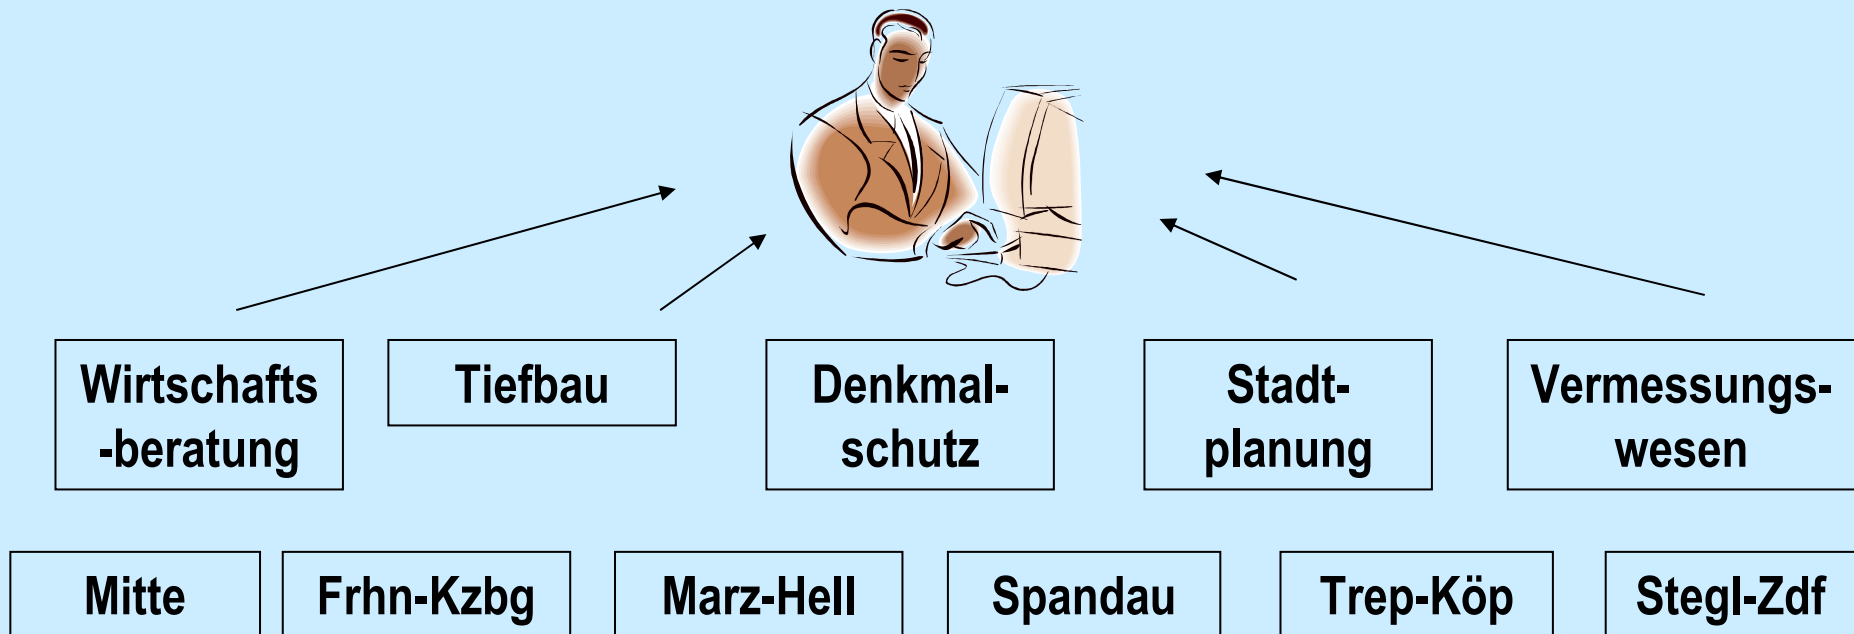 Wirtschafts
-beratung
Tiefbau
Denkmal-
schutz
Stadt-
planung
Vermessungs-
wesen
Mitte
Frhn-Kzbg
Marz-Hell
Spandau
Trep-Köp
Stegl-Zdf